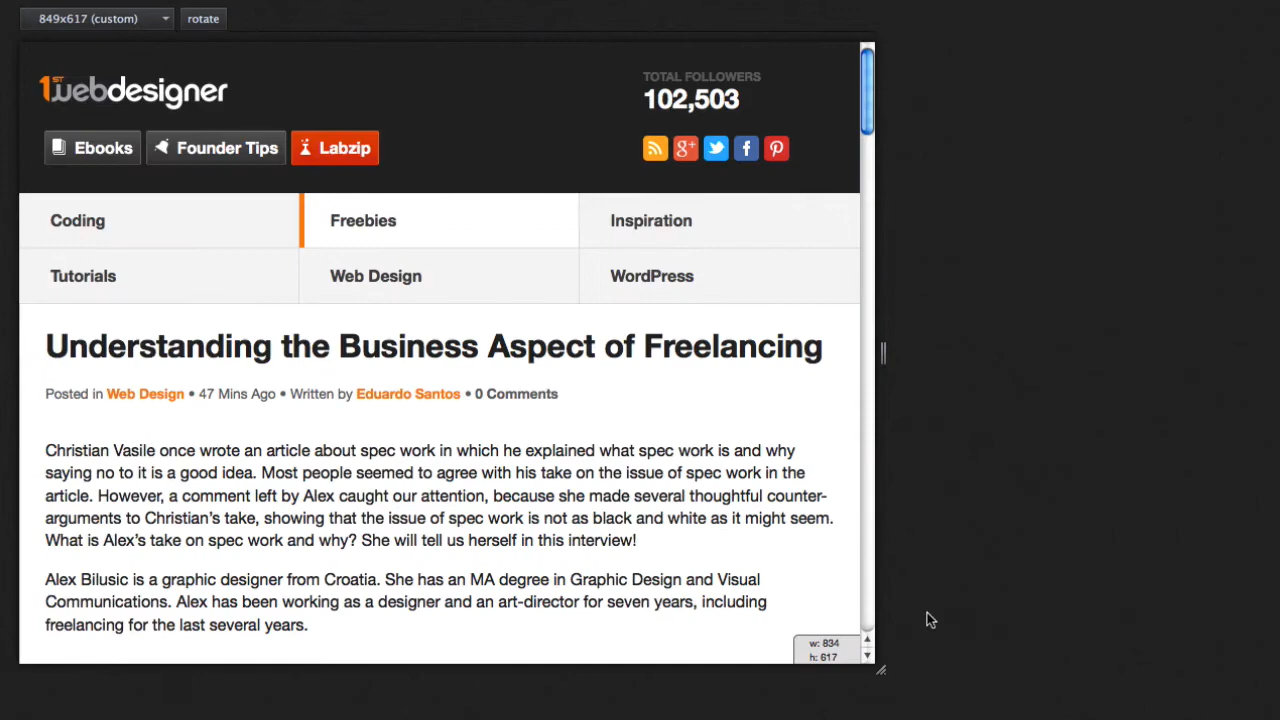 849x617 (custom)
rotate
1ST webdesigner
TOTAL FOLLOWERS
102,503
Ebooks
Founder Tips
Labzip
g+
f
Coding
Freebies
Inspiration
Tutorials
Web Design
WordPress
Understanding the Business Aspect of Freelancing
Posted in Web Design • 47 Mins Ago • Written by Eduardo Santos • 0 Comments
Christian Vasile once wrote an article about spec work in which he explained what spec work is and why
saying no to it is a good idea. Most people seemed to agree with his take on the issue of spec work in the
article. However, a comment left by Alex caught our attention, because she made several thoughtful counter-
arguments to Christian’s take, showing that the issue of spec work is not as black and white as it might seem.
What is Alex’s take on spec work and why? She will tell us herself in this interview!
Alex Bilusic is a graphic designer from Croatia. She has an MA degree in Graphic Design and Visual
Communications. Alex has been working as a designer and an art-director for seven years, including
freelancing for the last several years.
w: 834
h: 617